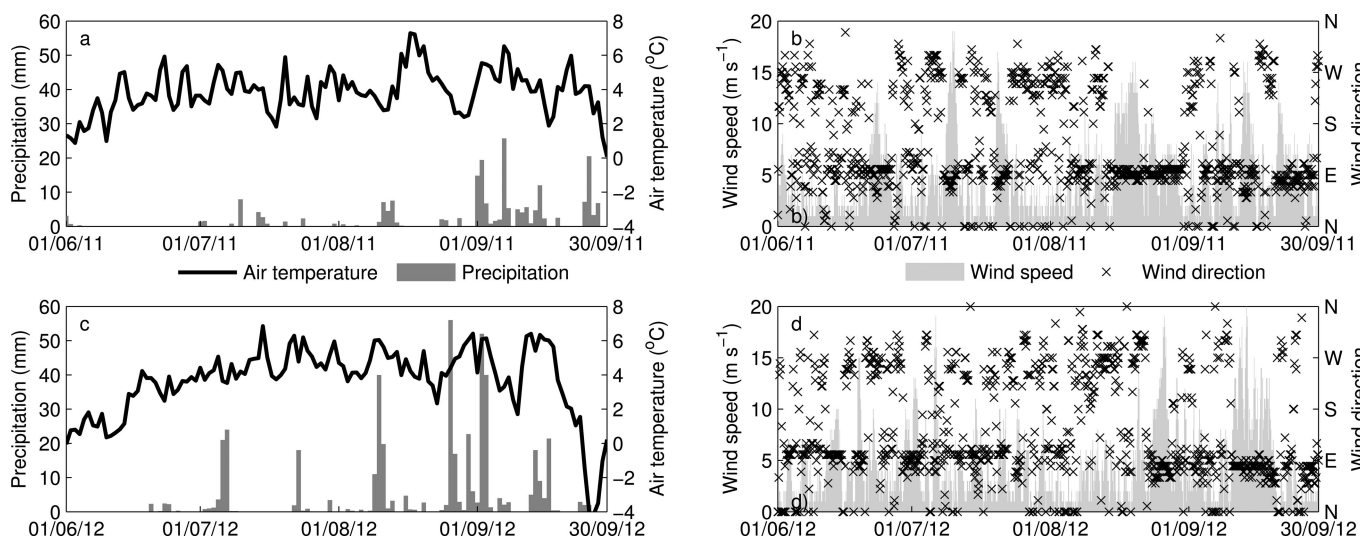 60
50
40
30
20
10
0
Precipitation (mm)
a
8
6
4
2
0
−2
−4
Air temperature (°C)
01/06/11 01/07/11 01/08/11 01/09/11 30/09/11
20
15
10
5
0
Wind speed (m s⁻¹)
b
b)
N
W
S
E
N
Wind direction
01/06/11 01/07/11 01/08/11 01/09/11 30/09/11
Air temperature Precipitation
Wind speed Wind direction
60
50
40
30
20
10
0
Precipitation (mm)
c
8
6
4
2
0
−2
−4
Air temperature (°C)
01/06/12 01/07/12 01/08/12 01/09/12 30/09/12
20
15
10
5
0
Wind speed (m s⁻¹)
d
d)
N
W
S
E
N
Wind direction
01/06/12 01/07/12 01/08/12 01/09/12 30/09/12